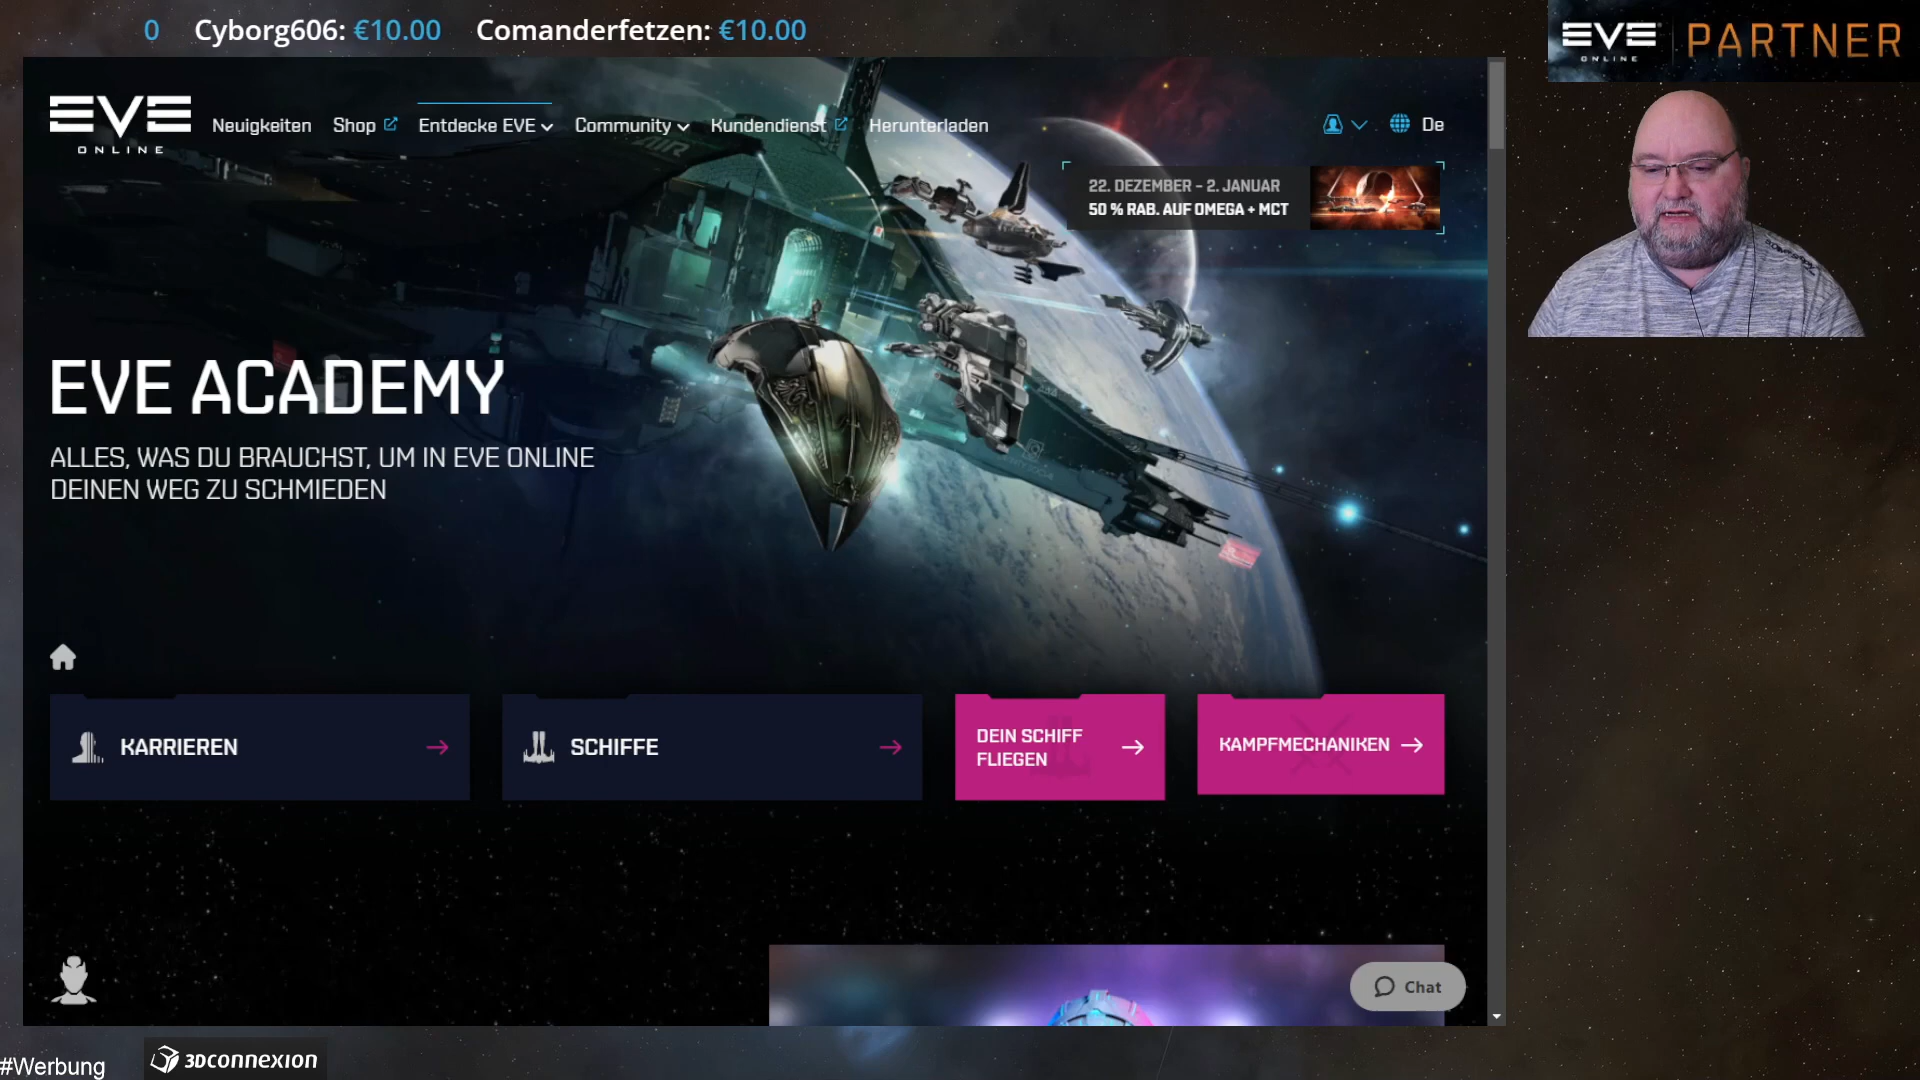 0 Cyborg606: €10.00 Comanderfetzen: €10.00
EVE ONLINE PARTNER
EVE ONLINE
Neuigkeiten Shop Entdecke EVE Community Kundendienst Herunterladen De
22. DEZEMBER - 2. JANUAR
50 % RAB. AUF OMEGA + MCT
EVE ACADEMY
ALLES, WAS DU BRAUCHST, UM IN EVE ONLINE
DEINEN WEG ZU SCHMIEDEN
KARRIEREN
SCHIFFE
DEIN SCHIFF
FLIEGEN
KAMPFMECHANIKEN
Chat
#Werbung
3DCONNEXION